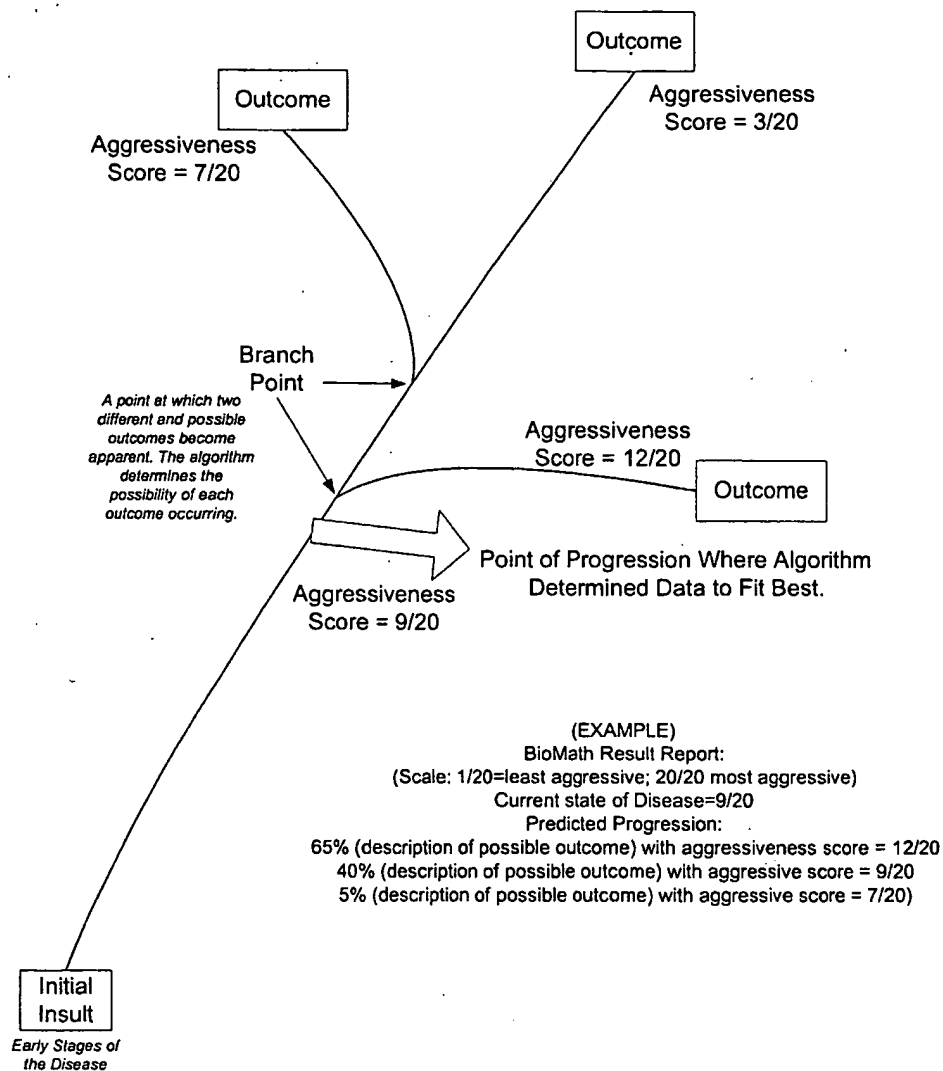 Outcome
Aggressiveness
Score = 3/20
Outcome
Aggressiveness
Score = 7/20
Branch
Point
A point at which two
different and possible
outcomes become
apparent. The algorithm
determines the
possibility of each
outcome occurring.
Aggressiveness
Score = 12/20
Outcome
Point of Progression Where Algorithm
Determined Data to Fit Best.
Aggressiveness
Score = 9/20
(EXAMPLE)
BioMath Result Report:
(Scale: 1/20=least aggressive; 20/20 most aggressive)
Current state of Disease=9/20
Predicted Progression:
65% (description of possible outcome) with aggressiveness score = 12/20
40% (description of possible outcome) with aggressive score = 9/20
5% (description of possible outcome) with aggressive score = 7/20)
Initial
Insult
Early Stages of
the Disease